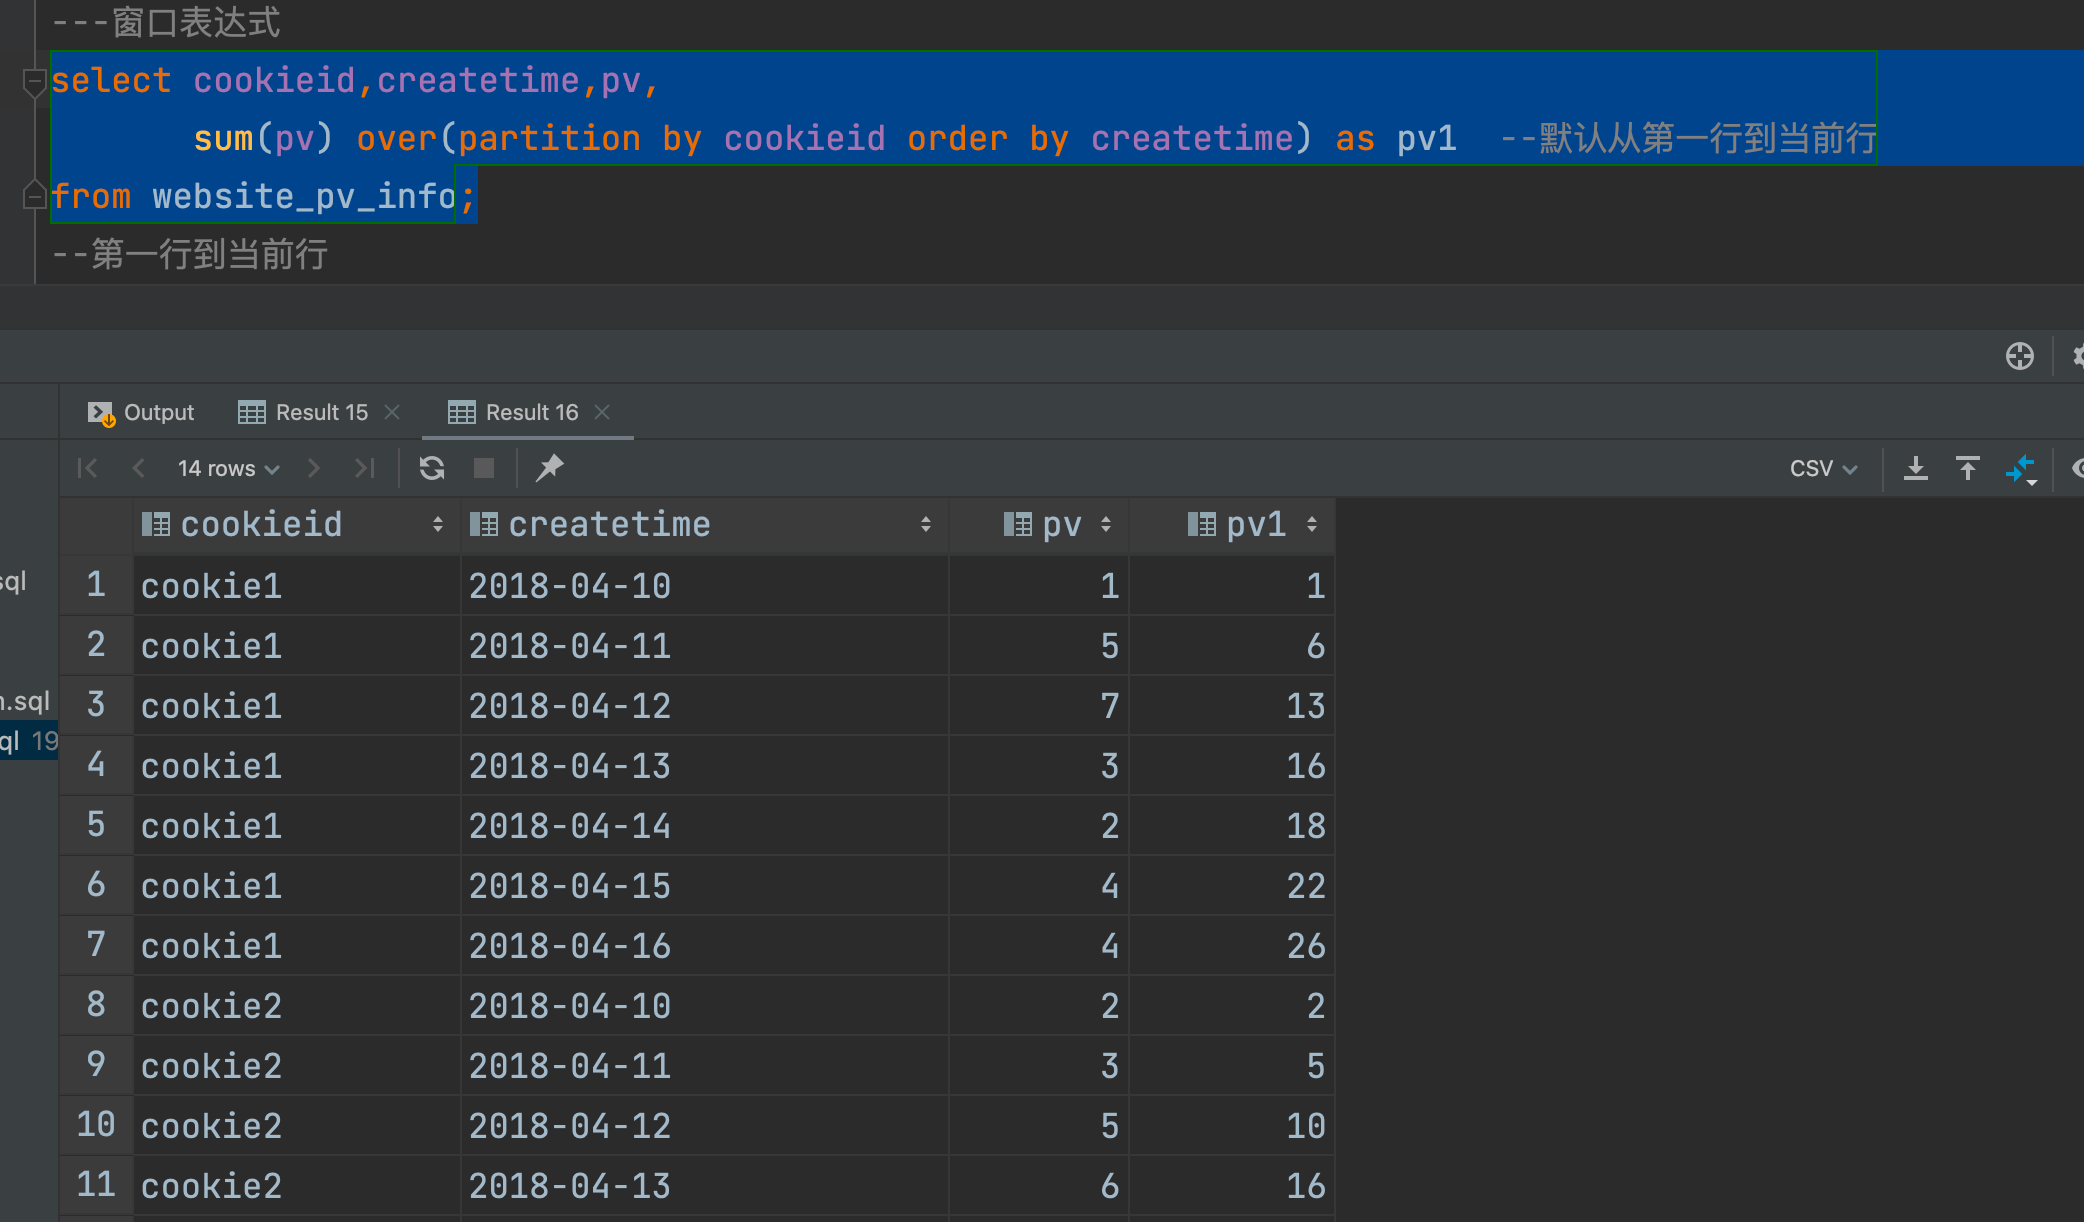 ---窗口表达式
select cookieid,createtime,pv,
sum(pv) over(partition by cookieid order by createtime) as pv1  --默认从第一行到当前行
from website_pv_info;
--第一行到当前行
Output Result 15 Result 16
14 rows CSV
cookieid createtime pv pv1
1 cookie1 2018-04-10 1 1
sql
2 cookie1 2018-04-11 5 6
3 cookie1 2018-04-12 7 13
.sql
ql 19
4 cookie1 2018-04-13 3 16
5 cookie1 2018-04-14 2 18
6 cookie1 2018-04-15 4 22
7 cookie1 2018-04-16 4 26
8 cookie2 2018-04-10 2 2
9 cookie2 2018-04-11 3 5
10 cookie2 2018-04-12 5 10
11 cookie2 2018-04-13 6 16